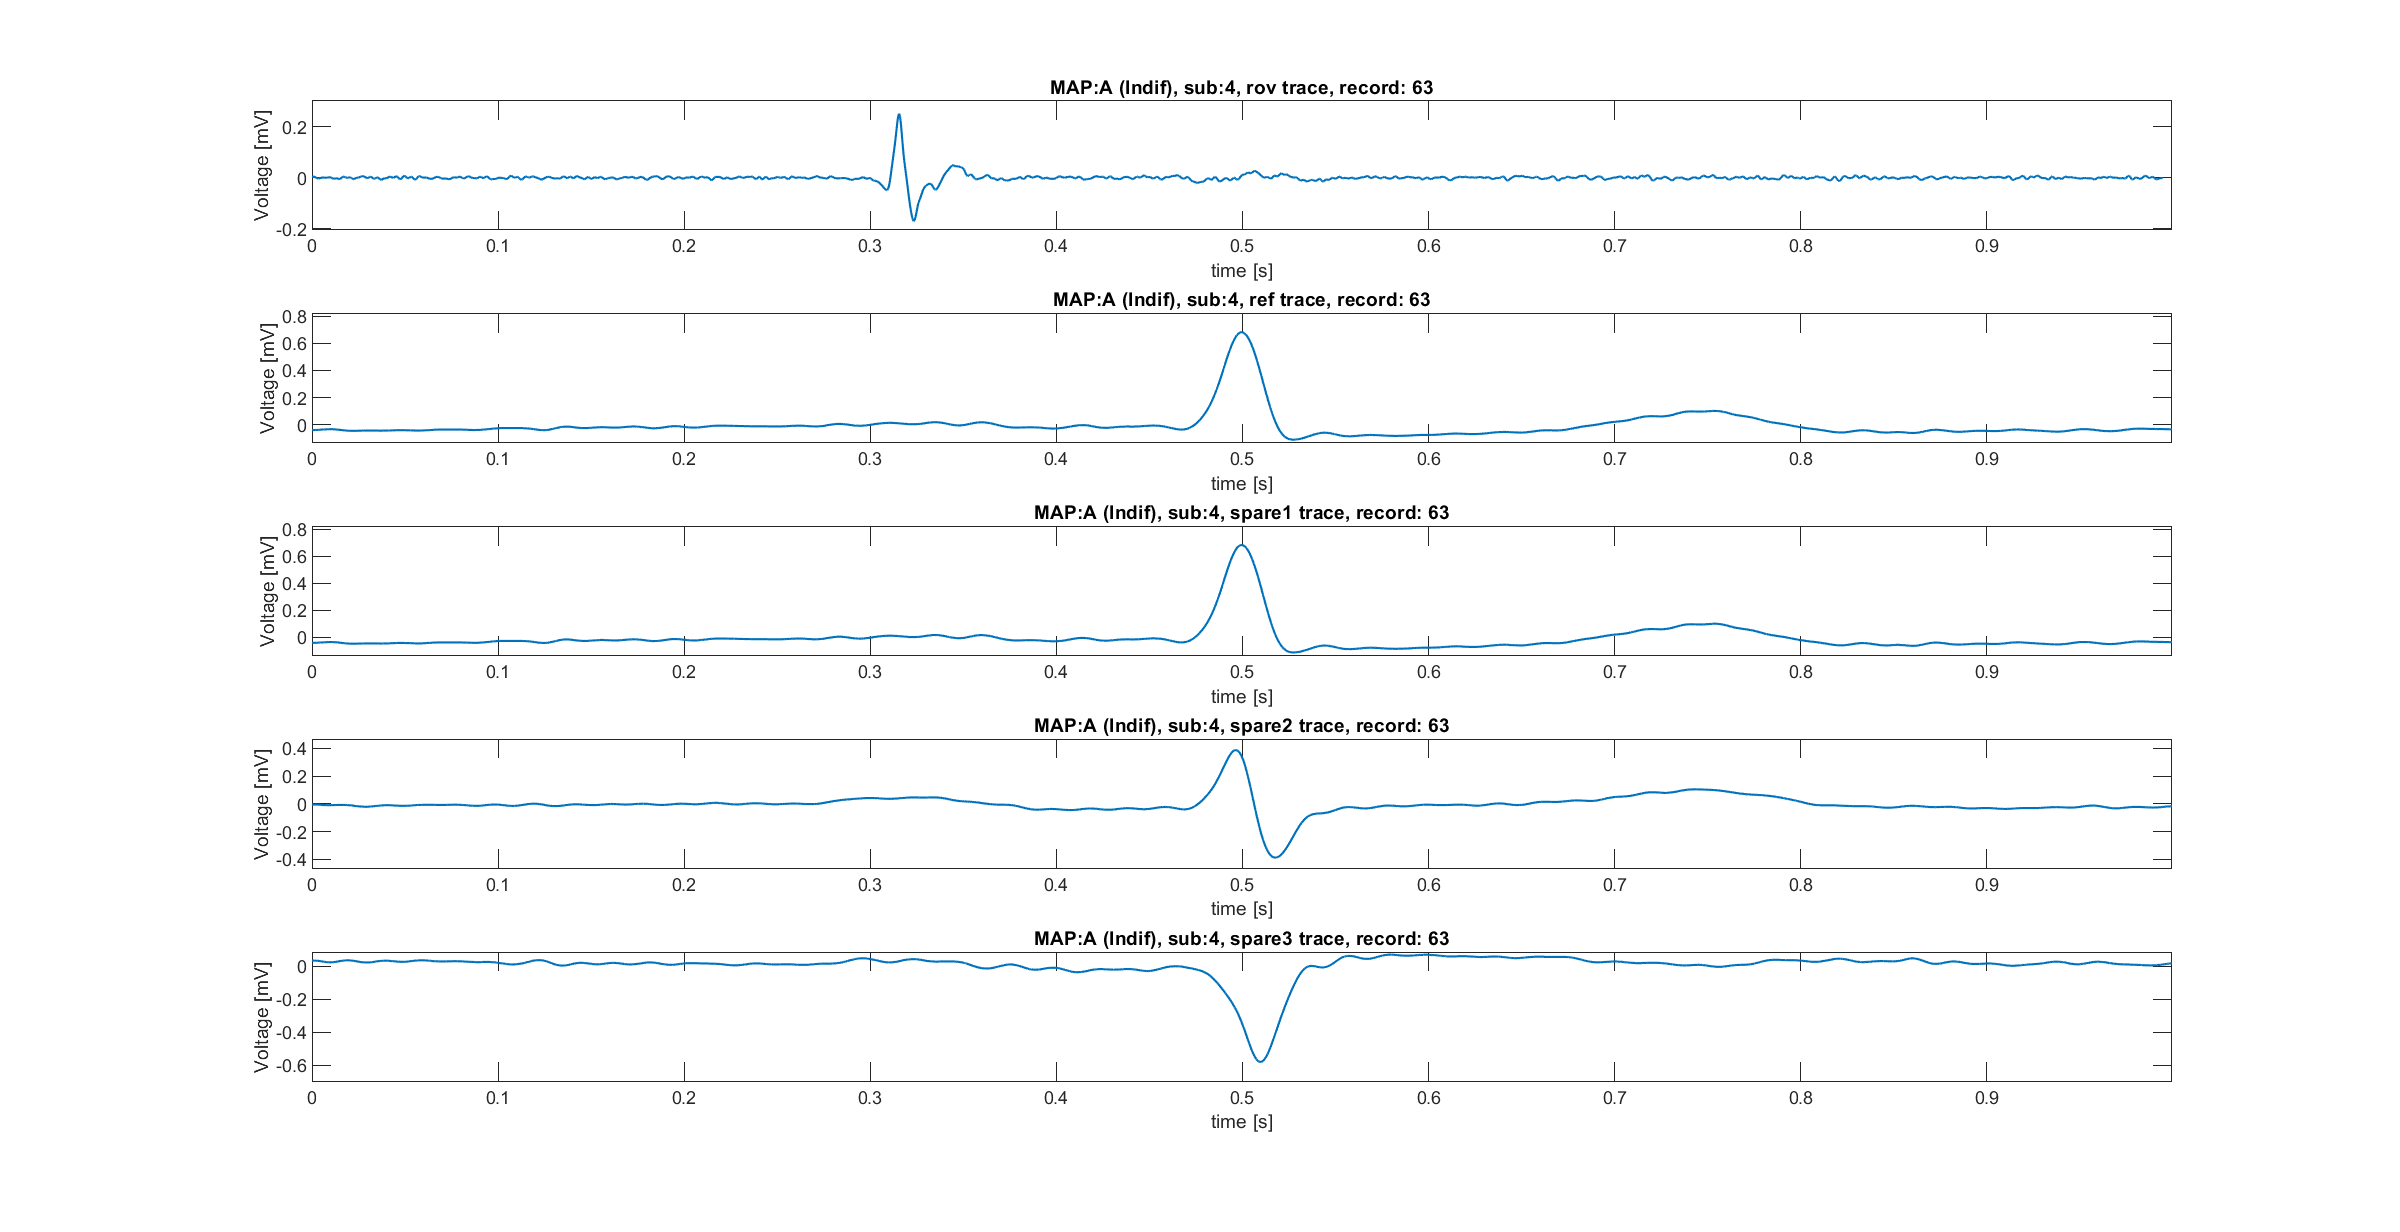 MAP:A (Indif), sub:4, rov trace, record: 63
Voltage [mV]
0.2
0
-0.2
0 0.1 0.2 0.3 0.4 0.5 0.6 0.7 0.8 0.9
time [s]
MAP:A (Indif), sub:4, ref trace, record: 63
Voltage [mV]
0.8
0.6
0.4
0.2
0
0 0.1 0.2 0.3 0.4 0.5 0.6 0.7 0.8 0.9
time [s]
MAP:A (Indif), sub:4, spare1 trace, record: 63
Voltage [mV]
0.8
0.6
0.4
0.2
0
0 0.1 0.2 0.3 0.4 0.5 0.6 0.7 0.8 0.9
time [s]
MAP:A (Indif), sub:4, spare2 trace, record: 63
Voltage [mV]
0.4
0.2
0
-0.2
-0.4
0 0.1 0.2 0.3 0.4 0.5 0.6 0.7 0.8 0.9
time [s]
MAP:A (Indif), sub:4, spare3 trace, record: 63
Voltage [mV]
0
-0.2
-0.4
-0.6
0 0.1 0.2 0.3 0.4 0.5 0.6 0.7 0.8 0.9
time [s]